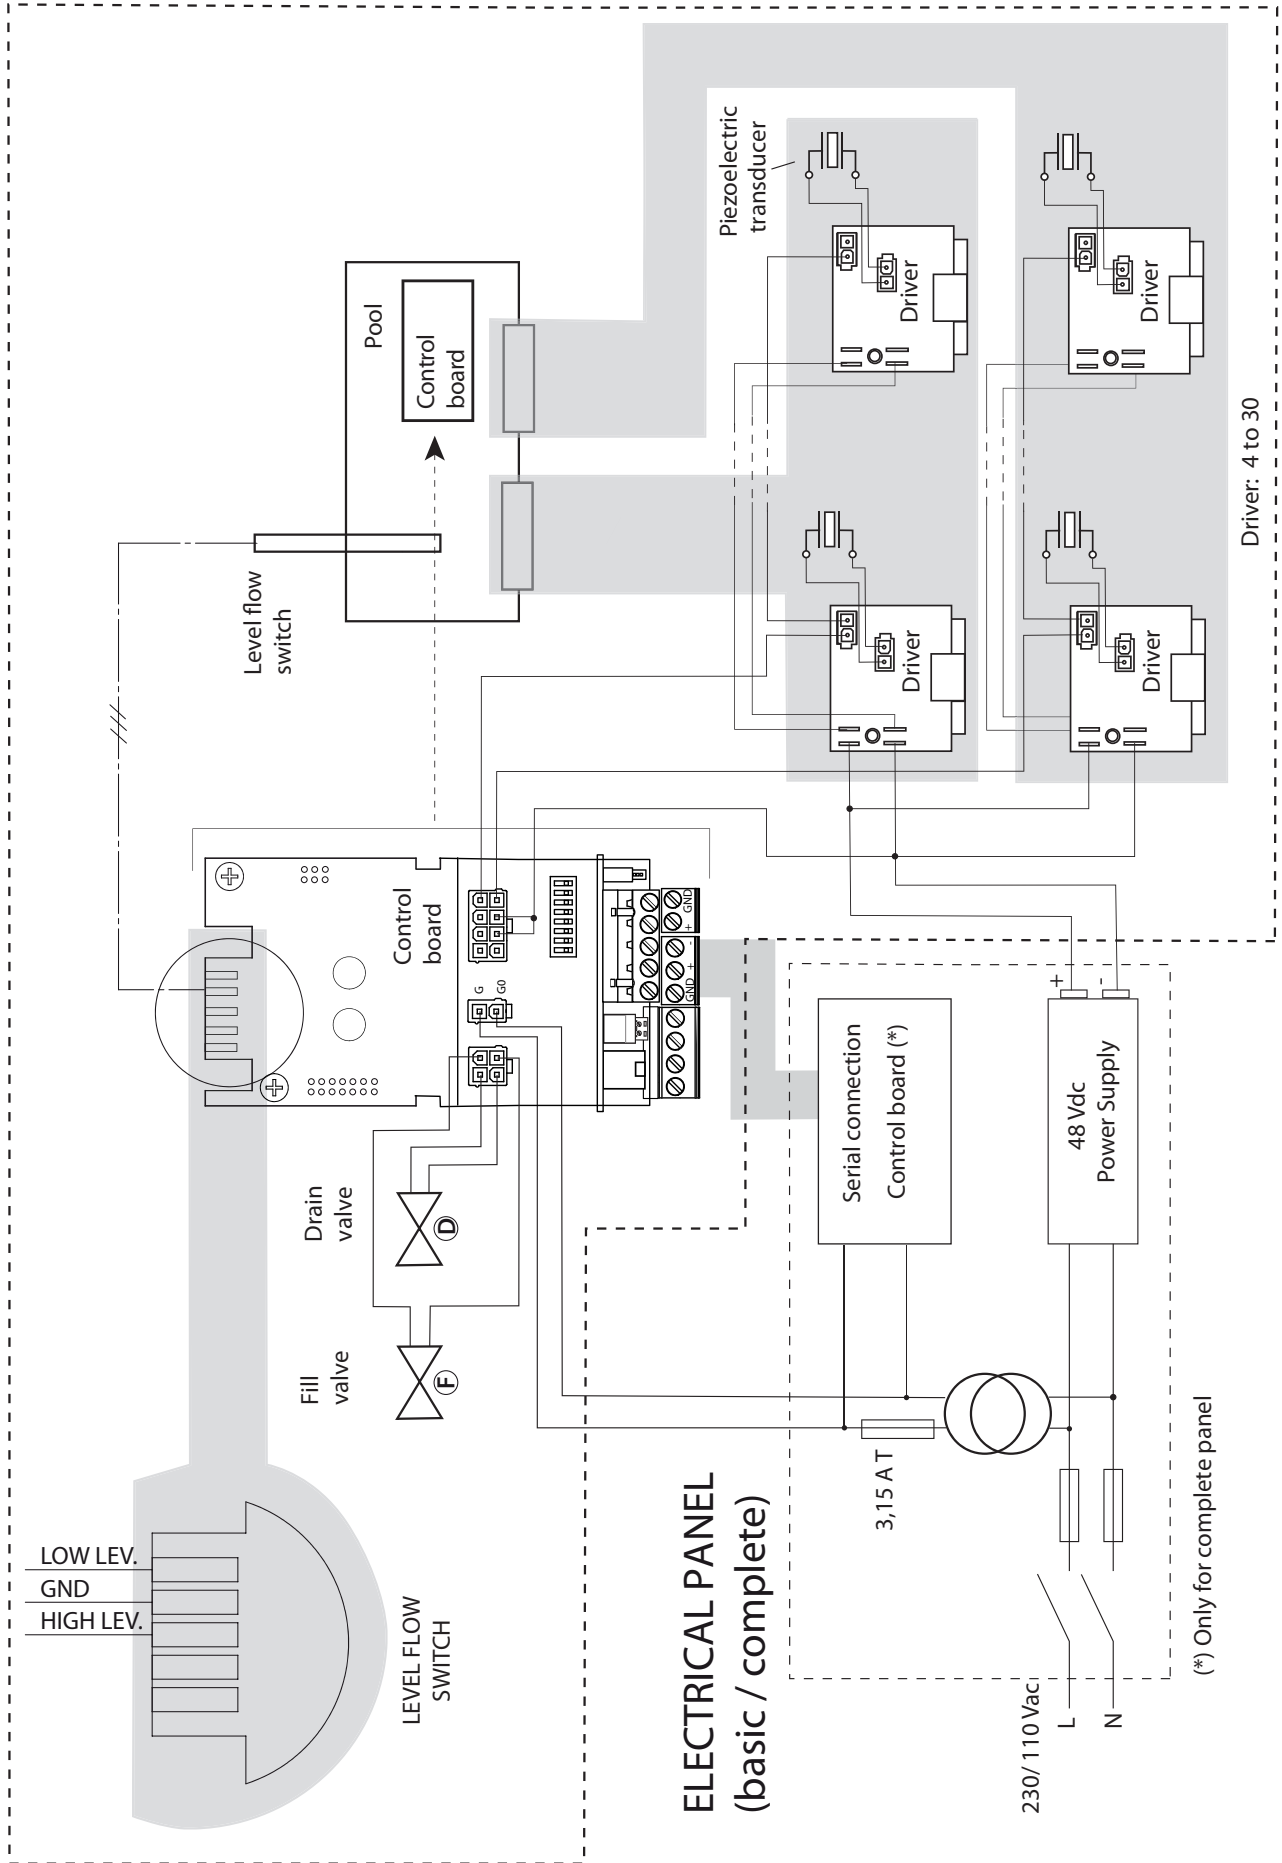 Piezoelectric
transducer
Pool
Control
board
Level flow
switch
Driver
Driver
Driver
Driver
Driver: 4 to 30
Control
board
G
G0
GND
+
-
+
GND
Drain
valve
D
Fill
valve
F
LOW LEV.
GND
HIGH LEV.
LEVEL FLOW
SWITCH
ELECTRICAL PANEL
(basic / complete)
Serial connection
Control board (*)
48 Vdc
Power Supply
+
-
3,15 A T
230/ 110 Vac
L
N
(*) Only for complete panel